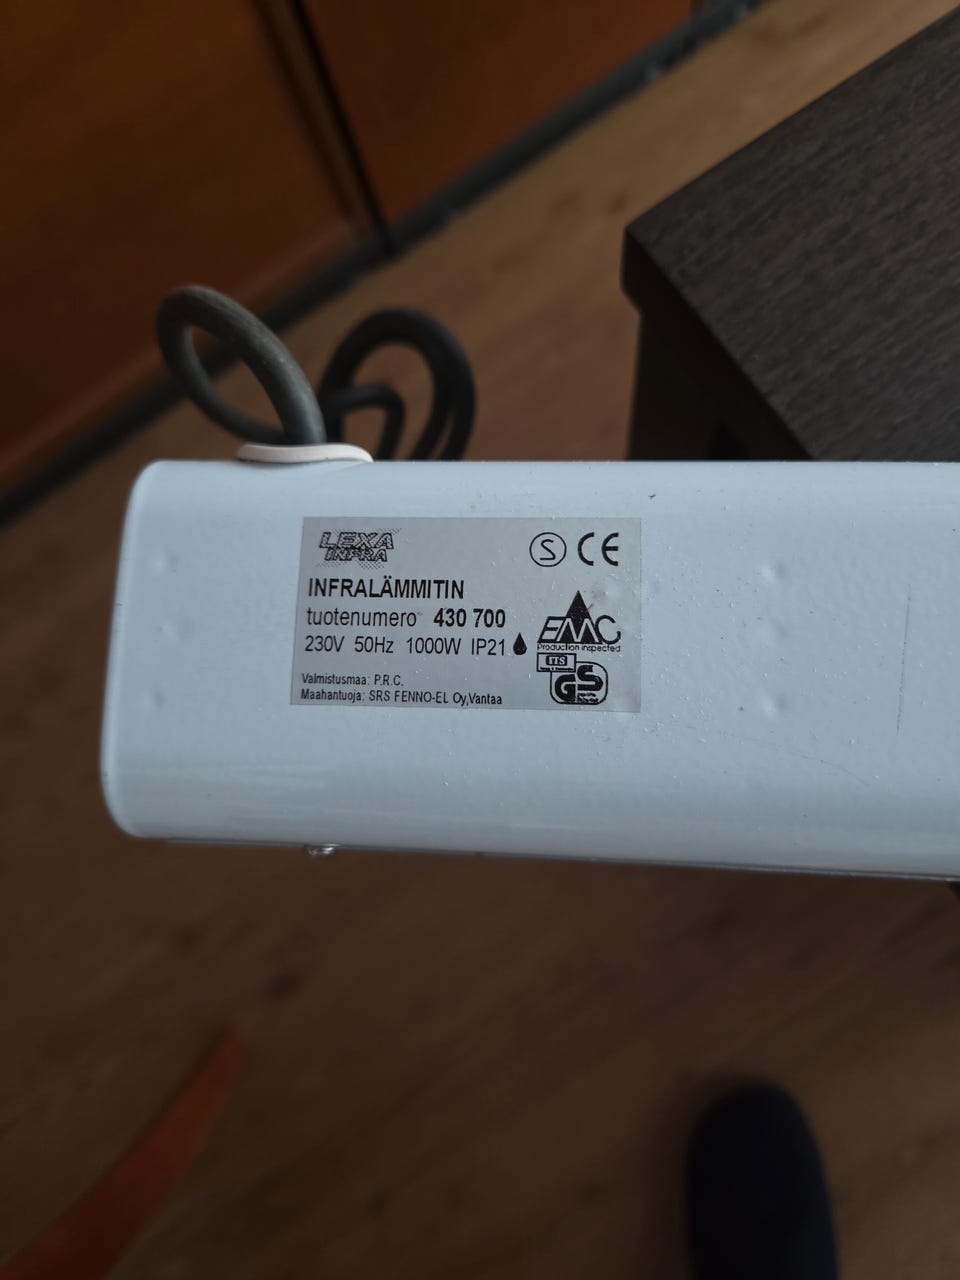 LEXA
INFRA
S CE
INFRALÄMMITIN
tuotenumero 430 700
230V 50Hz 1000W IP21
EMC
Production inspected
ITS
GS
Valmistusmaa: P.R.C.
Maahantuoja: SRS FENNO-EL Oy,Vantaa